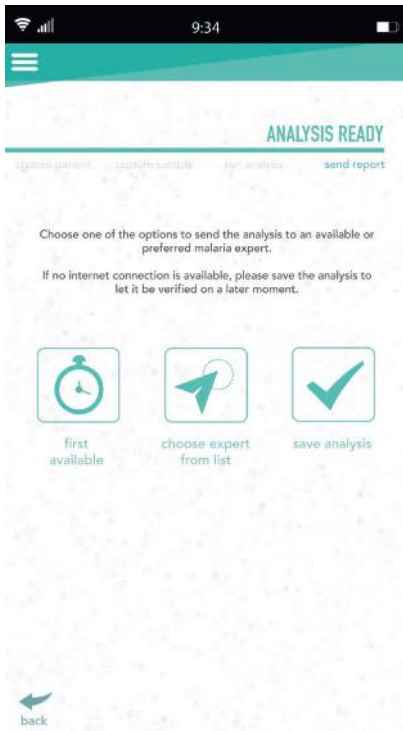 9:34
ANALYSIS READY
choose patient capture sample run analysis send report
Choose one of the options to send the analysis to an available or
preferred malaria expert.
If no internet connection is available, please save the analysis to
let it be verified on a later moment.
first
available
choose expert
from list
save analysis
back